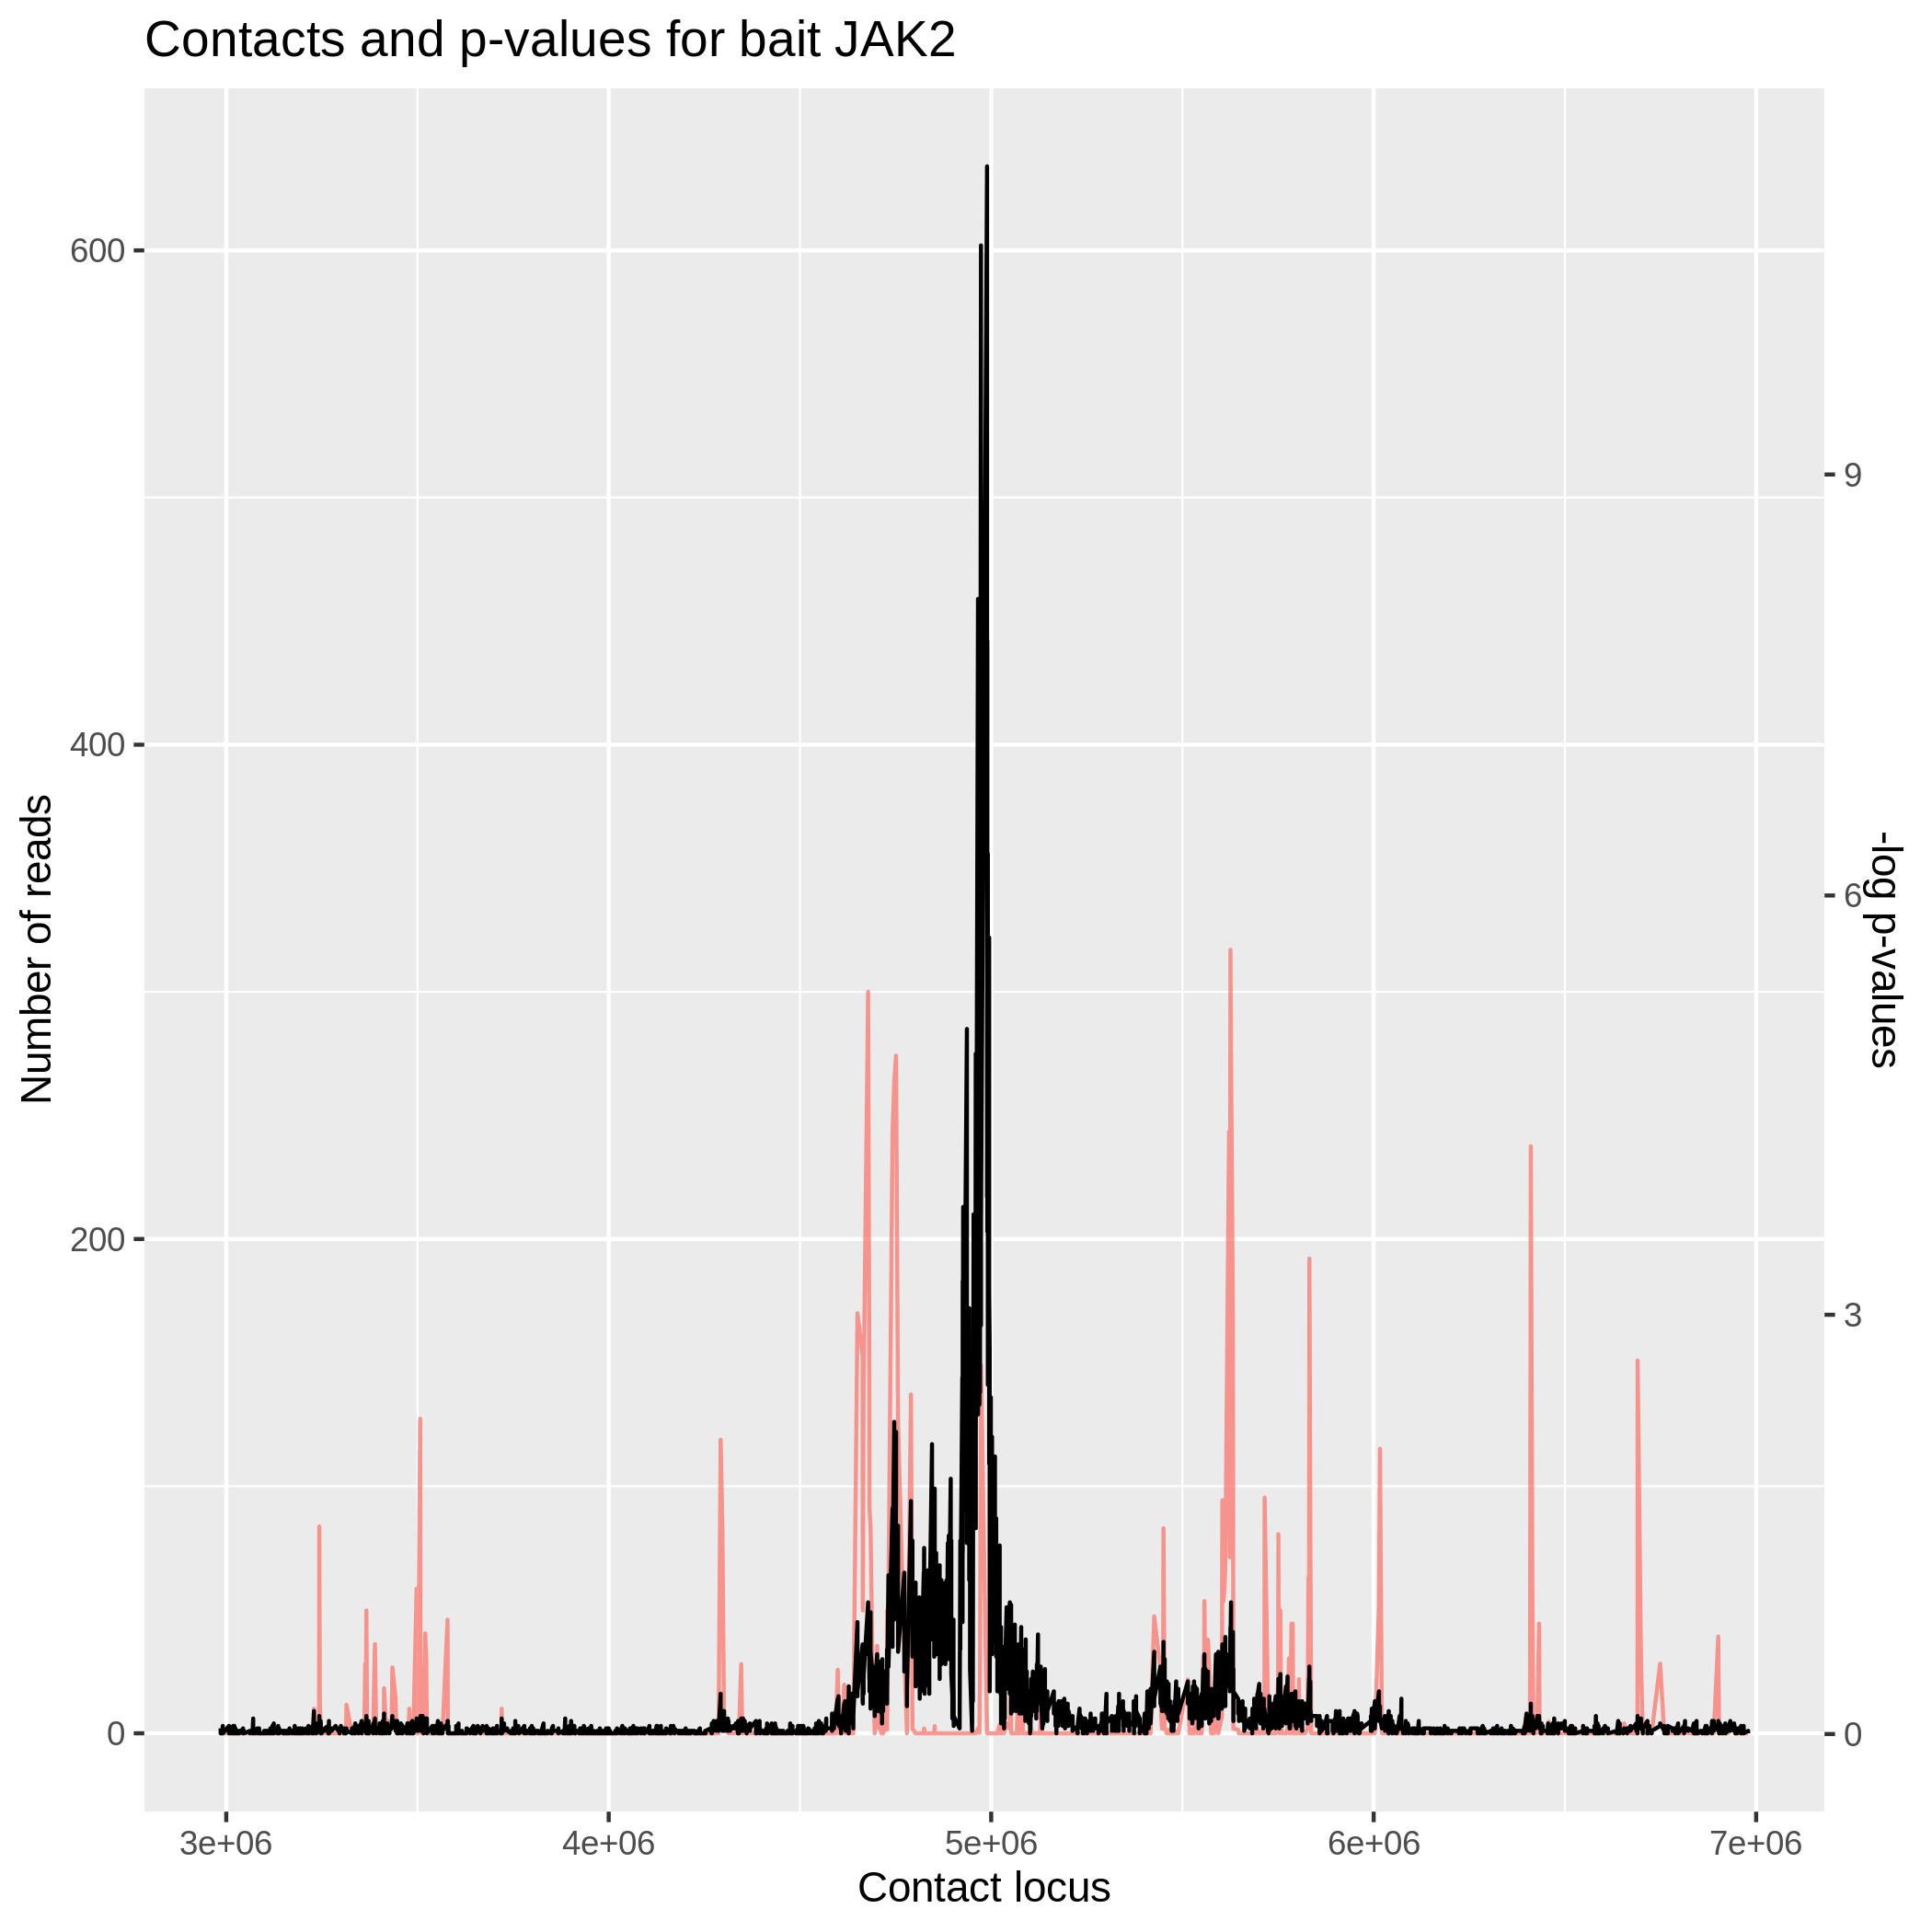 Contacts and p-values for bait JAK2
600
400
200
0
Number of reads
9
6
3
0
-log p-values
3e+06 4e+06 5e+06 6e+06 7e+06
Contact locus